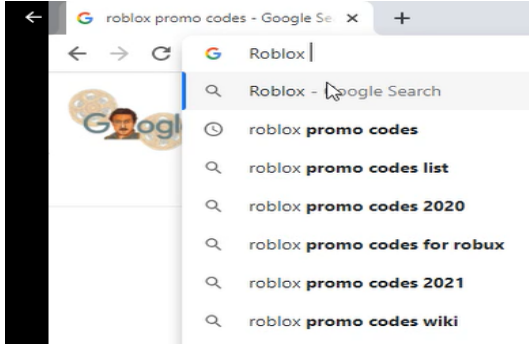 roblox promo codes - Google Se
Roblox
Googl
Roblox - Google Search
roblox promo codes
roblox promo codes list
roblox promo codes 2020
roblox promo codes for robux
roblox promo codes 2021
roblox promo codes wiki